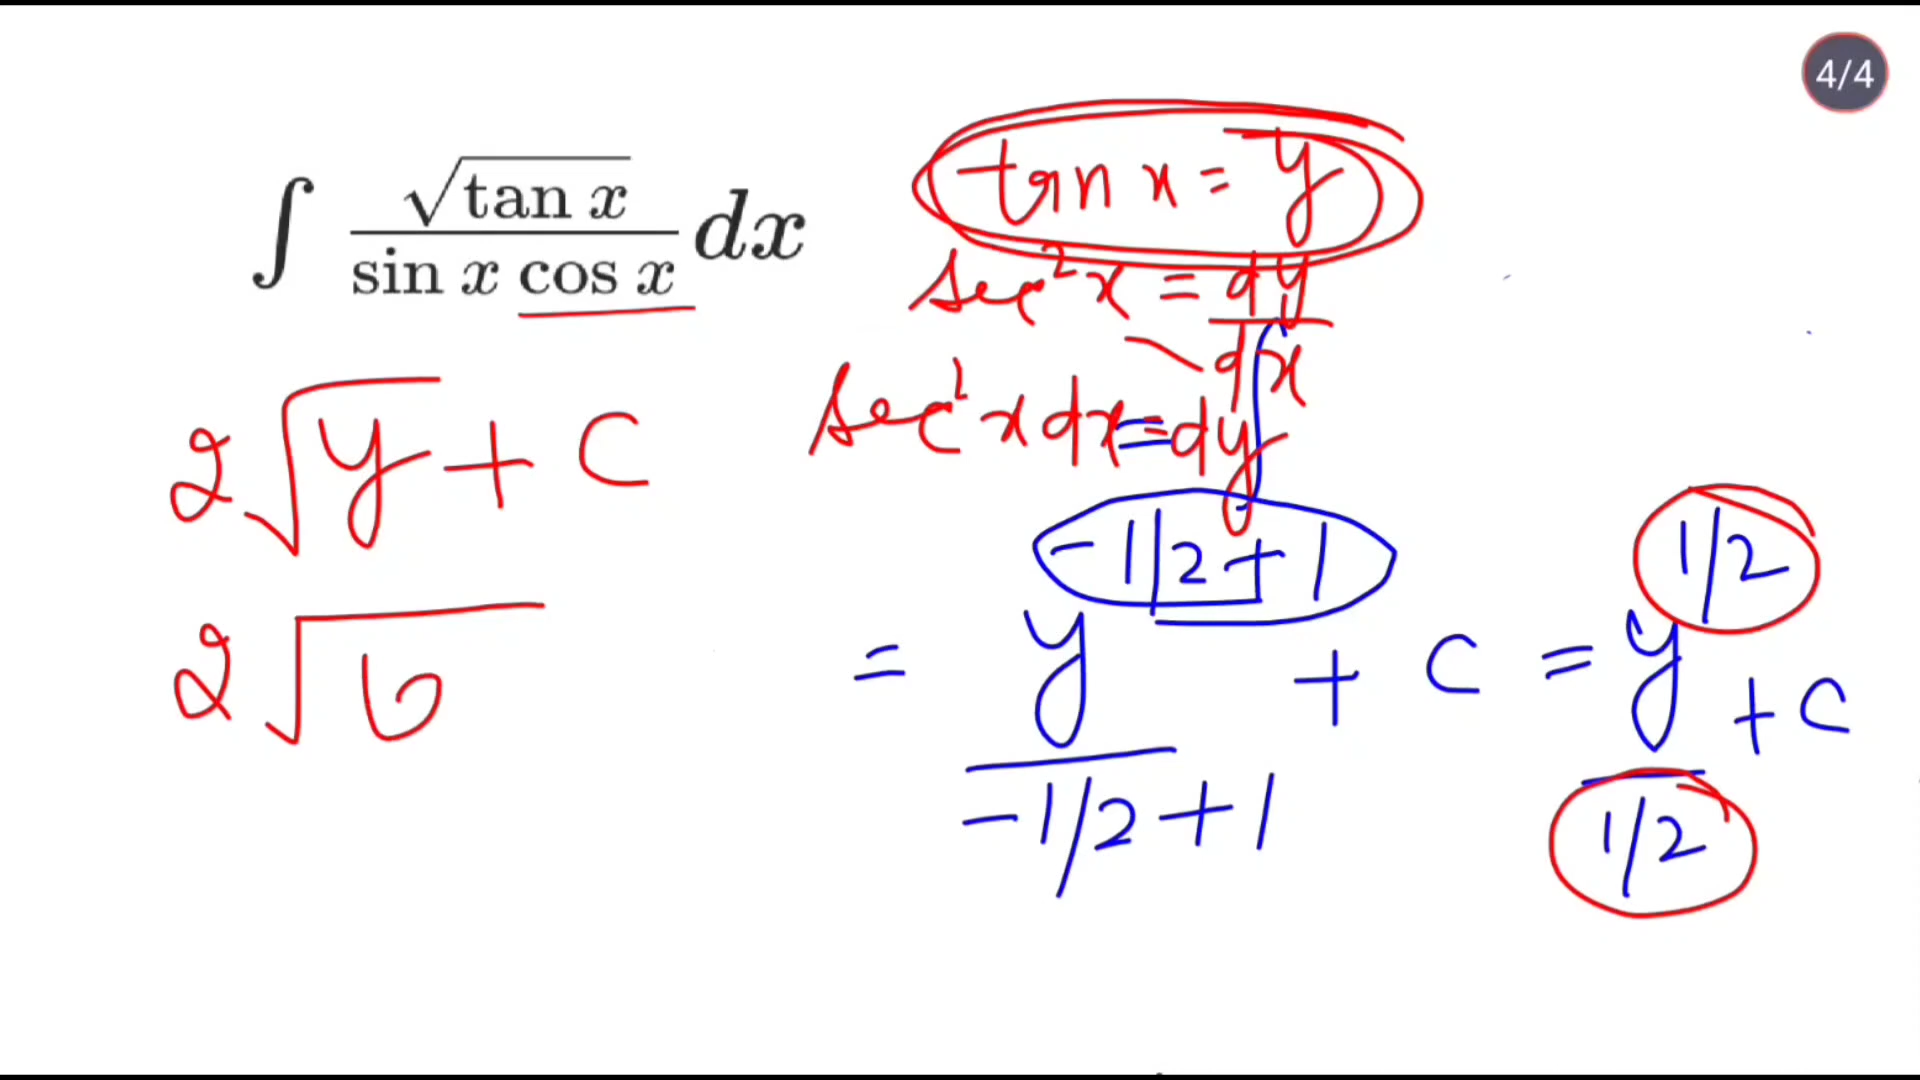 4/4
∫ √(tan x) / (sin x cos x) dx
tan x = y
sec²x = dy/dx
sec²x dx = dy
2√y + C
= y^(-1/2+1) / (-1/2+1) + C = y^(1/2) / (1/2) + C